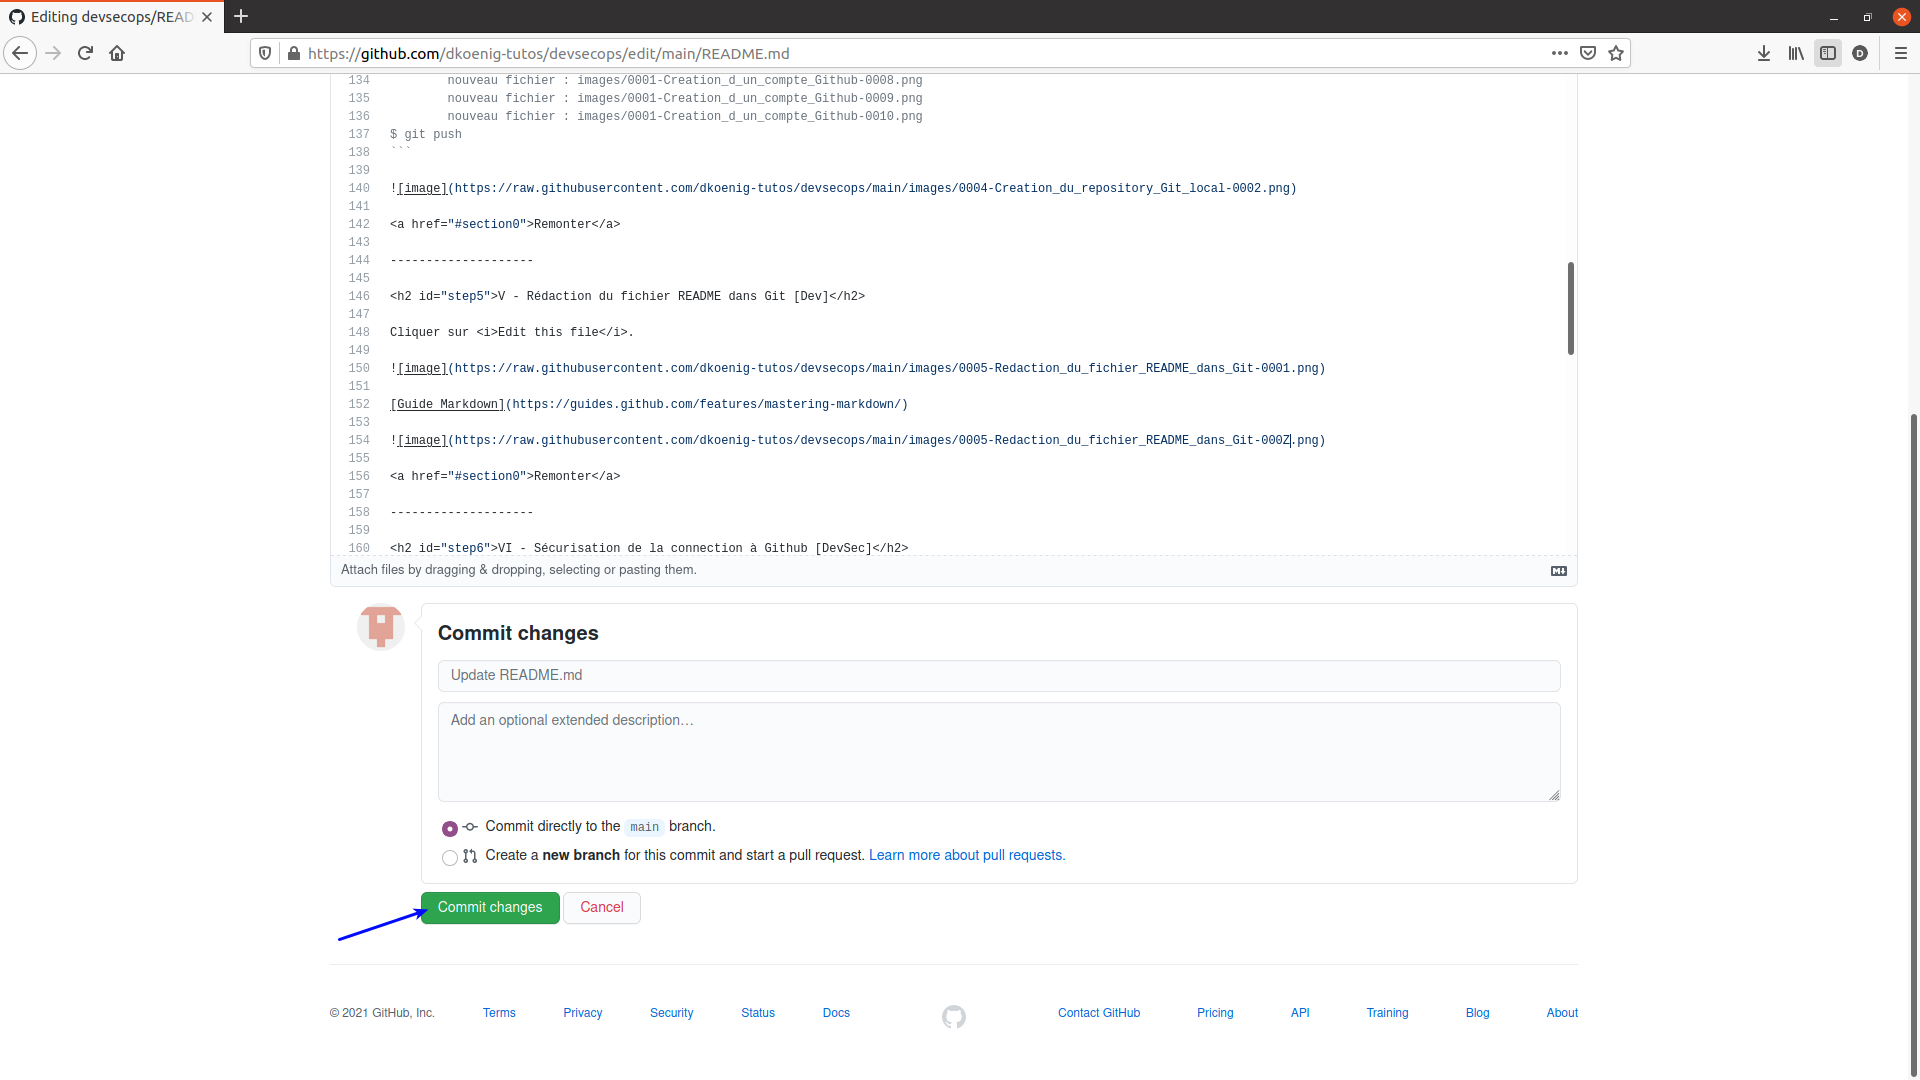 Editing devsecops/READ
https://github.com/dkoenig-tutos/devsecops/edit/main/README.md
D
134 nouveau fichier : images/0001-Creation_d_un_compte_Github-0008.png
135 nouveau fichier : images/0001-Creation_d_un_compte_Github-0009.png
136 nouveau fichier : images/0001-Creation_d_un_compte_Github-0010.png
137 $ git push
138 ```
139
140 ![image](https://raw.githubusercontent.com/dkoenig-tutos/devsecops/main/images/0004-Creation_du_repository_Git_local-0002.png)
141
142 <a href="#section0">Remonter</a>
143
144 --------------------
145
146 <h2 id="step5">V - Rédaction du fichier README dans Git [Dev]</h2>
147
148 Cliquer sur <i>Edit this file</i>.
149
150 ![image](https://raw.githubusercontent.com/dkoenig-tutos/devsecops/main/images/0005-Redaction_du_fichier_README_dans_Git-0001.png)
151
152 [Guide Markdown](https://guides.github.com/features/mastering-markdown/)
153
154 ![image](https://raw.githubusercontent.com/dkoenig-tutos/devsecops/main/images/0005-Redaction_du_fichier_README_dans_Git-000Z.png)
155
156 <a href="#section0">Remonter</a>
157
158 --------------------
159
160 <h2 id="step6">VI - Sécurisation de la connection à Github [DevSec]</h2>
Attach files by dragging & dropping, selecting or pasting them.
Commit changes
Update README.md
Add an optional extended description…
Commit directly to the main branch.
Create a new branch for this commit and start a pull request. Learn more about pull requests.
Commit changes Cancel
© 2021 GitHub, Inc. Terms Privacy Security Status Docs Contact GitHub Pricing API Training Blog About